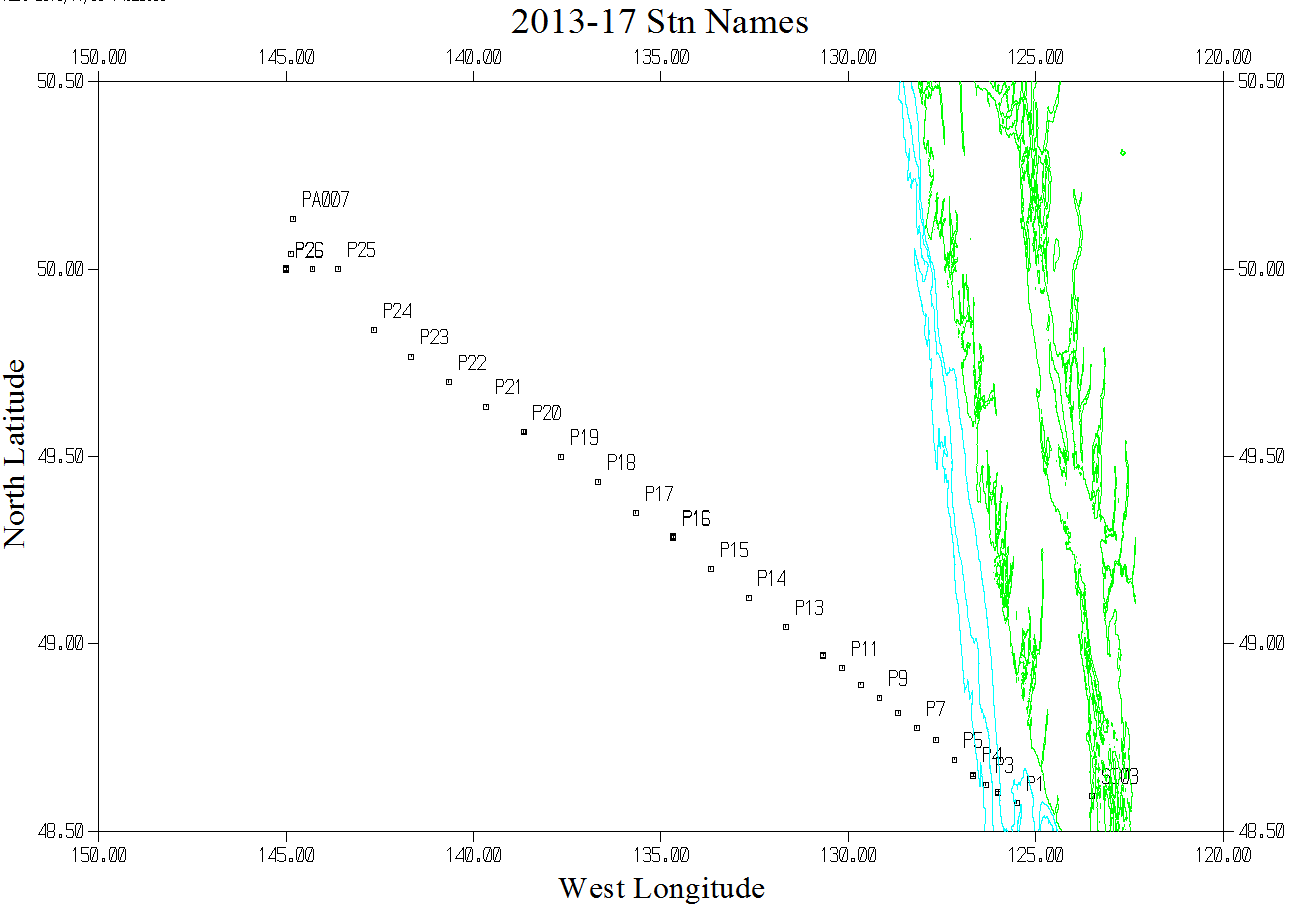 2013-17 Stn Names
150.00 145.00 140.00 135.00 130.00 125.00 120.00
50.50 50.50
PA007
P26 P25
50.00 50.00
P24
P23
P22
P21
P20
P19
49.50 49.50
P18
P17
P16
P15
P14
P13
49.00 49.00
P11
P9
P7
P5
P4
P3
P1
48.50 48.50
150.00 145.00 140.00 135.00 130.00 125.00 120.00
West Longitude
North Latitude